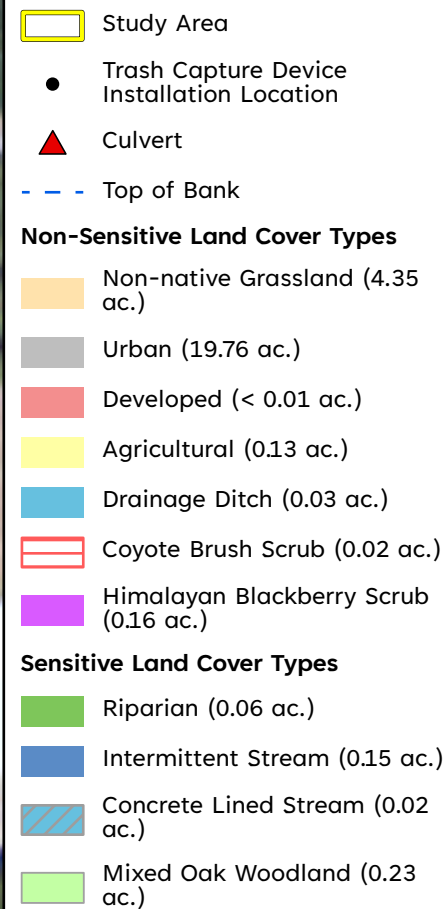 Study Area
Trash Capture Device
Installation Location
Culvert
Top of Bank
Non-Sensitive Land Cover Types
Non-native Grassland (4.35
ac.)
Urban (19.76 ac.)
Developed (< 0.01 ac.)
Agricultural (0.13 ac.)
Drainage Ditch (0.03 ac.)
Coyote Brush Scrub (0.02 ac.)
Himalayan Blackberry Scrub
(0.16 ac.)
Sensitive Land Cover Types
Riparian (0.06 ac.)
Intermittent Stream (0.15 ac.)
Concrete Lined Stream (0.02
ac.)
Mixed Oak Woodland (0.23
ac.)